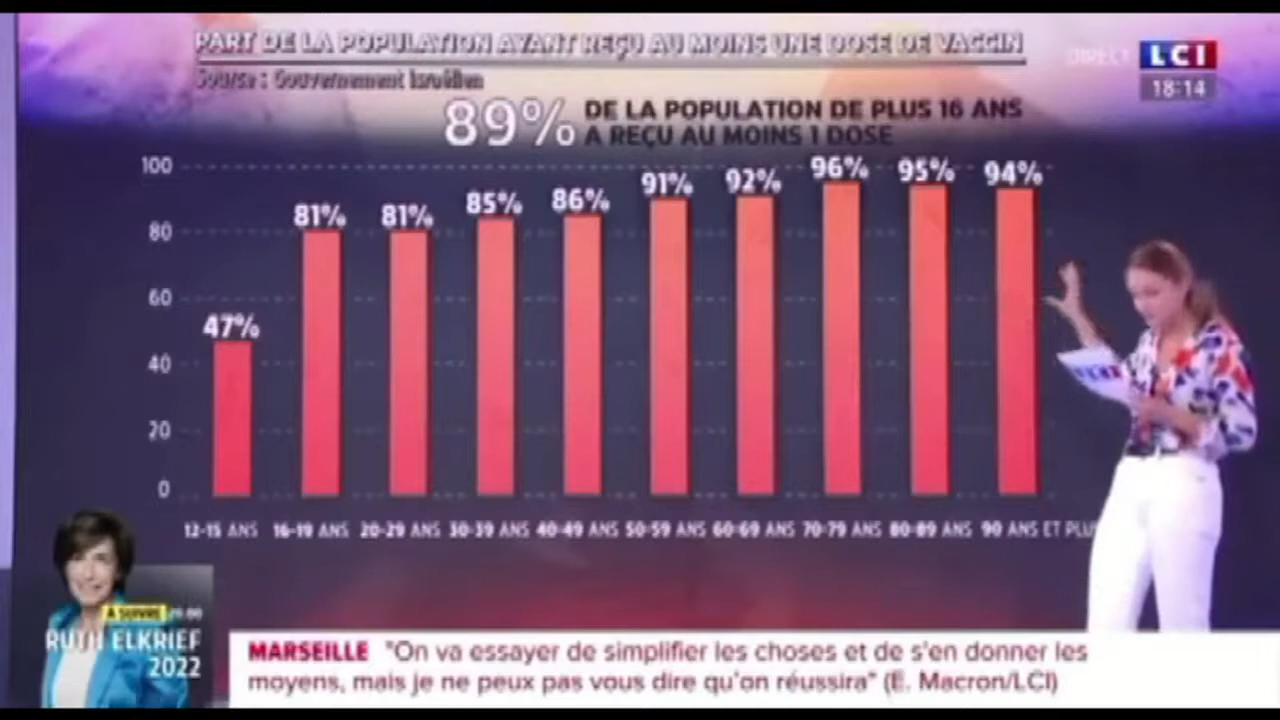 PART DE LA POPULATION AYANT REÇU AU MOINS UNE DOSE DE VACCIN
Source : Gouvernement Israélien
DIRECT LCI
18:14
89% DE LA POPULATION DE PLUS 16 ANS
A REÇU AU MOINS 1 DOSE
100
80
60
40
20
0
47%
81%
81%
85%
86%
91%
92%
96%
95%
94%
12-15 ANS
16-19 ANS
20-29 ANS
30-39 ANS
40-49 ANS
50-59 ANS
60-69 ANS
70-79 ANS
80-89 ANS
90 ANS ET PLUS
À SUIVRE
RUTH ELKRIEF
2022
MARSEILLE "On va essayer de simplifier les choses et de s'en donner les
moyens, mais je ne peux pas vous dire qu'on réussira" (E. Macron/LCI)